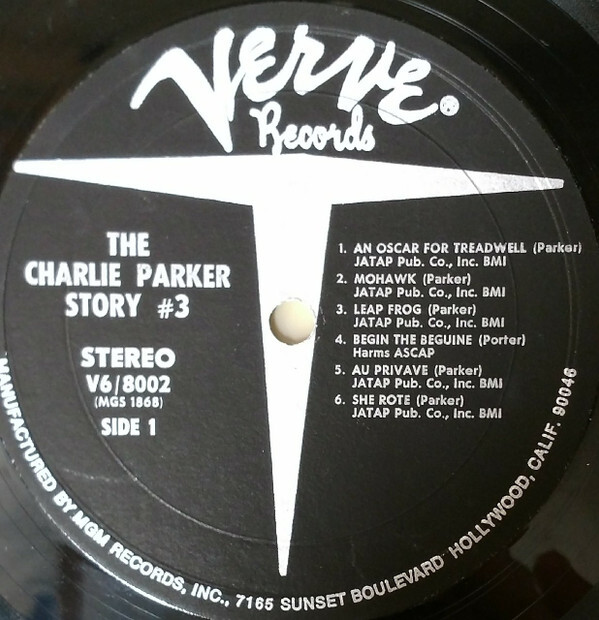 Verve®
Records
THE
CHARLIE PARKER
STORY #3
STEREO
V6/8002
(MGS 1868)
SIDE 1
1. AN OSCAR FOR TREADWELL (Parker)
JATAP Pub. Co., Inc. BMI
2. MOHAWK (Parker)
JATAP Pub. Co., Inc. BMI
3. LEAP FROG (Parker)
JATAP Pub. Co., Inc. BMI
4. BEGIN THE BEGUINE (Porter)
Harms ASCAP
5. AU PRIVAVE (Parker)
JATAP Pub. Co., Inc. BMI
6. SHE ROTE (Parker)
JATAP Pub. Co., Inc. BMI
MANUFACTURED BY MGM RECORDS, INC., 7165 SUNSET BOULEVARD HOLLYWOOD, CALIF. 90046